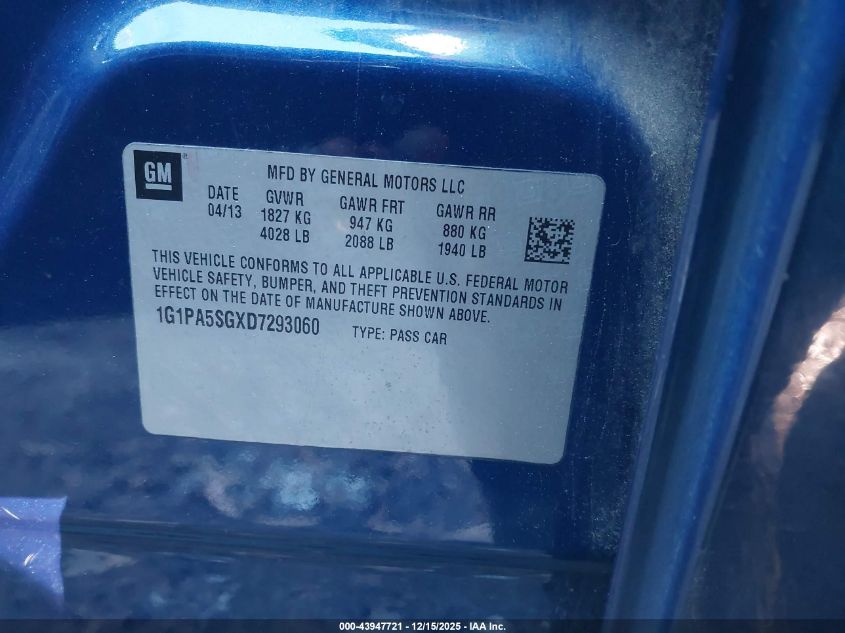 GM
MFD BY GENERAL MOTORS LLC
DATE GVWR GAWR FRT GAWR RR
04/13 1827 KG 947 KG 880 KG
4028 LB 2088 LB 1940 LB
THIS VEHICLE CONFORMS TO ALL APPLICABLE U.S. FEDERAL MOTOR
VEHICLE SAFETY, BUMPER, AND THEFT PREVENTION STANDARDS IN
EFFECT ON THE DATE OF MANUFACTURE SHOWN ABOVE.
1G1PA5SGXD7293060 TYPE: PASS CAR
000-43947721 - 12/15/2025 - IAA Inc.